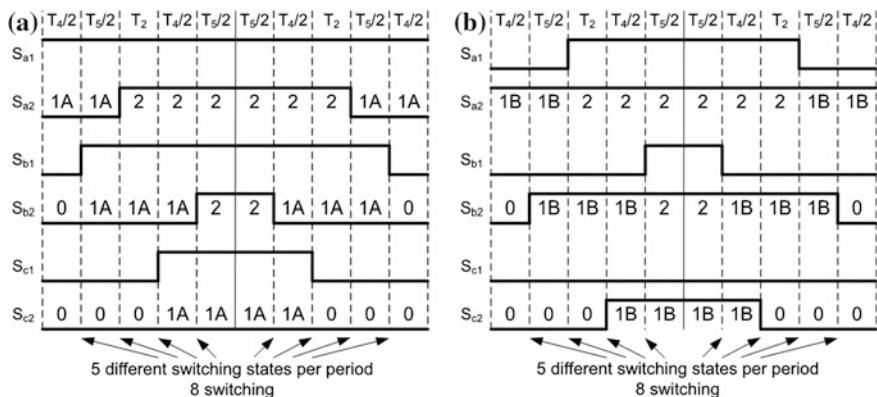 (a) T4/2 T5/2 T2 T4/2 T5/2 T5/2 T4/2 T2 T5/2 T4/2
Sa1
Sa2 1A 1A 2 2 2 2 2 2 1A 1A
Sb1
Sb2 0 1A 1A 1A 2 2 1A 1A 1A 0
Sc1
Sc2 0 0 0 1A 1A 1A 1A 0 0 0
5 different switching states per period
8 switching
(b) T4/2 T5/2 T2 T4/2 T5/2 T5/2 T4/2 T2 T5/2 T4/2
Sa1
Sa2 1B 1B 2 2 2 2 2 2 1B 1B
Sb1
Sb2 0 1B 1B 1B 2 2 1B 1B 1B 0
Sc1
Sc2 0 0 0 1B 1B 1B 1B 0 0 0
5 different switching states per period
8 switching